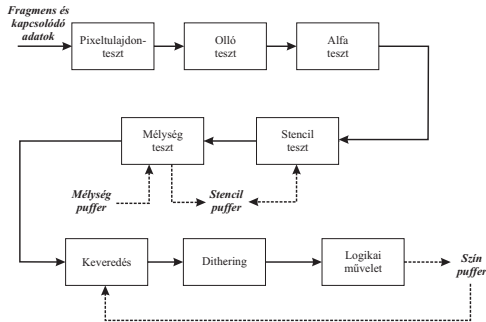 Fragmens és
kapcsolódó
adatok
Pixeltulajdon-
teszt
Olló
teszt
Alfa
teszt
Mélység
teszt
Stencil
teszt
Mélység
puffer
Stencil
puffer
Keveredés
Dithering
Logikai
művelet
Szín
puffer